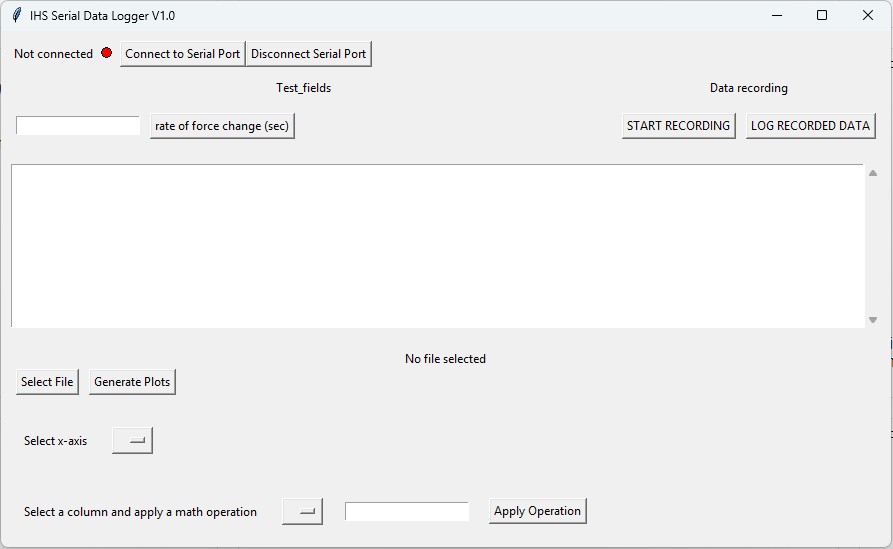 IHS Serial Data Logger V1.0
Not connected Connect to Serial Port Disconnect Serial Port
Test_fields Data recording
rate of force change (sec) START RECORDING LOG RECORDED DATA
No file selected
Select File Generate Plots
Select x-axis
Select a column and apply a math operation Apply Operation